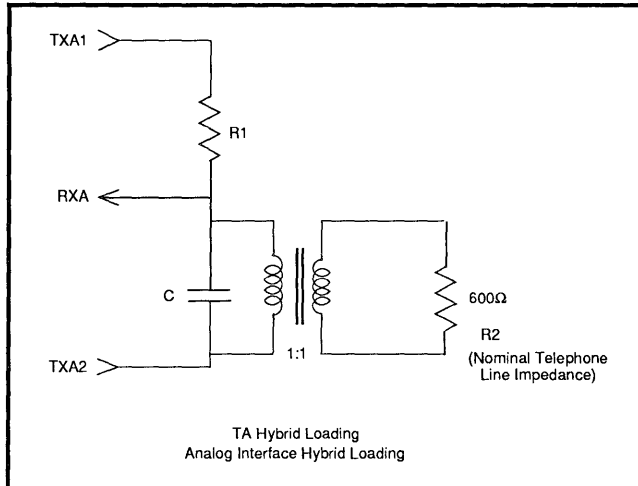 TXA1
R1
RXA
C
600Ω
R2
(Nominal Telephone
Line Impedance)
1:1
TXA2
TA Hybrid Loading
Analog Interface Hybrid Loading